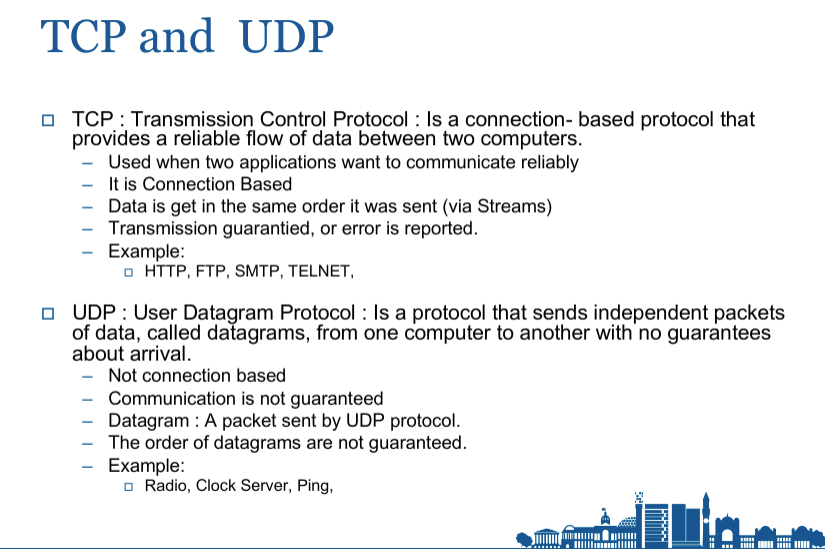 TCP and UDP
TCP : Transmission Control Protocol : Is a connection- based protocol that
provides a reliable flow of data between two computers.
– Used when two applications want to communicate reliably
– It is Connection Based
– Data is get in the same order it was sent (via Streams)
– Transmission guarantied, or error is reported.
– Example:
HTTP, FTP, SMTP, TELNET,
UDP : User Datagram Protocol : Is a protocol that sends independent packets
of data, called datagrams, from one computer to another with no guarantees
about arrival.
– Not connection based
– Communication is not guaranteed
– Datagram : A packet sent by UDP protocol.
– The order of datagrams are not guaranteed.
– Example:
Radio, Clock Server, Ping,